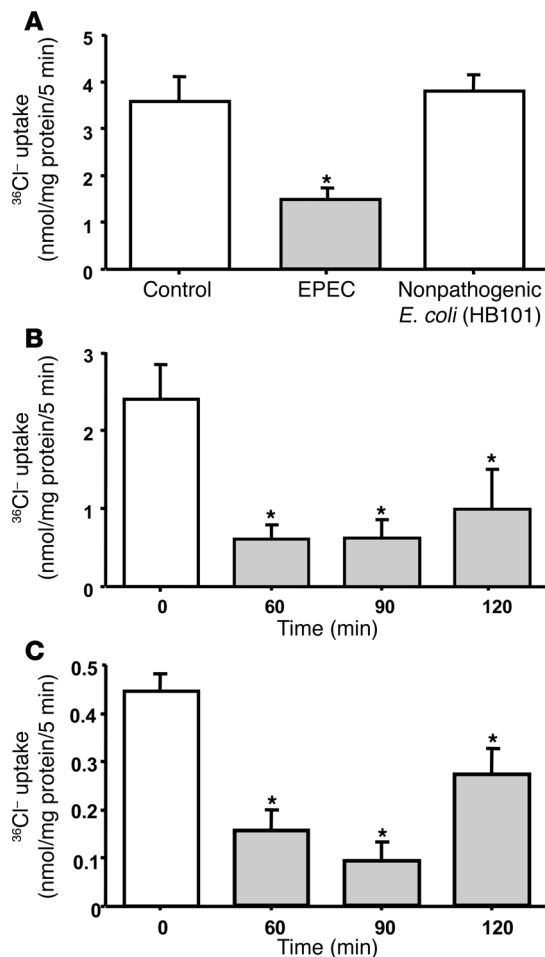 A
5
4
3
2
1
0
³⁶Cl⁻ uptake
(nmol/mg protein/5 min)
*
Control
EPEC
Nonpathogenic
E. coli (HB101)
B
3
2
1
0
³⁶Cl⁻ uptake
(nmol/mg protein/5 min)
* * *
0 60 90 120
Time (min)
C
0.5
0.4
0.3
0.2
0.1
0
³⁶Cl⁻ uptake
(nmol/mg protein/5 min)
* * *
0 60 90 120
Time (min)